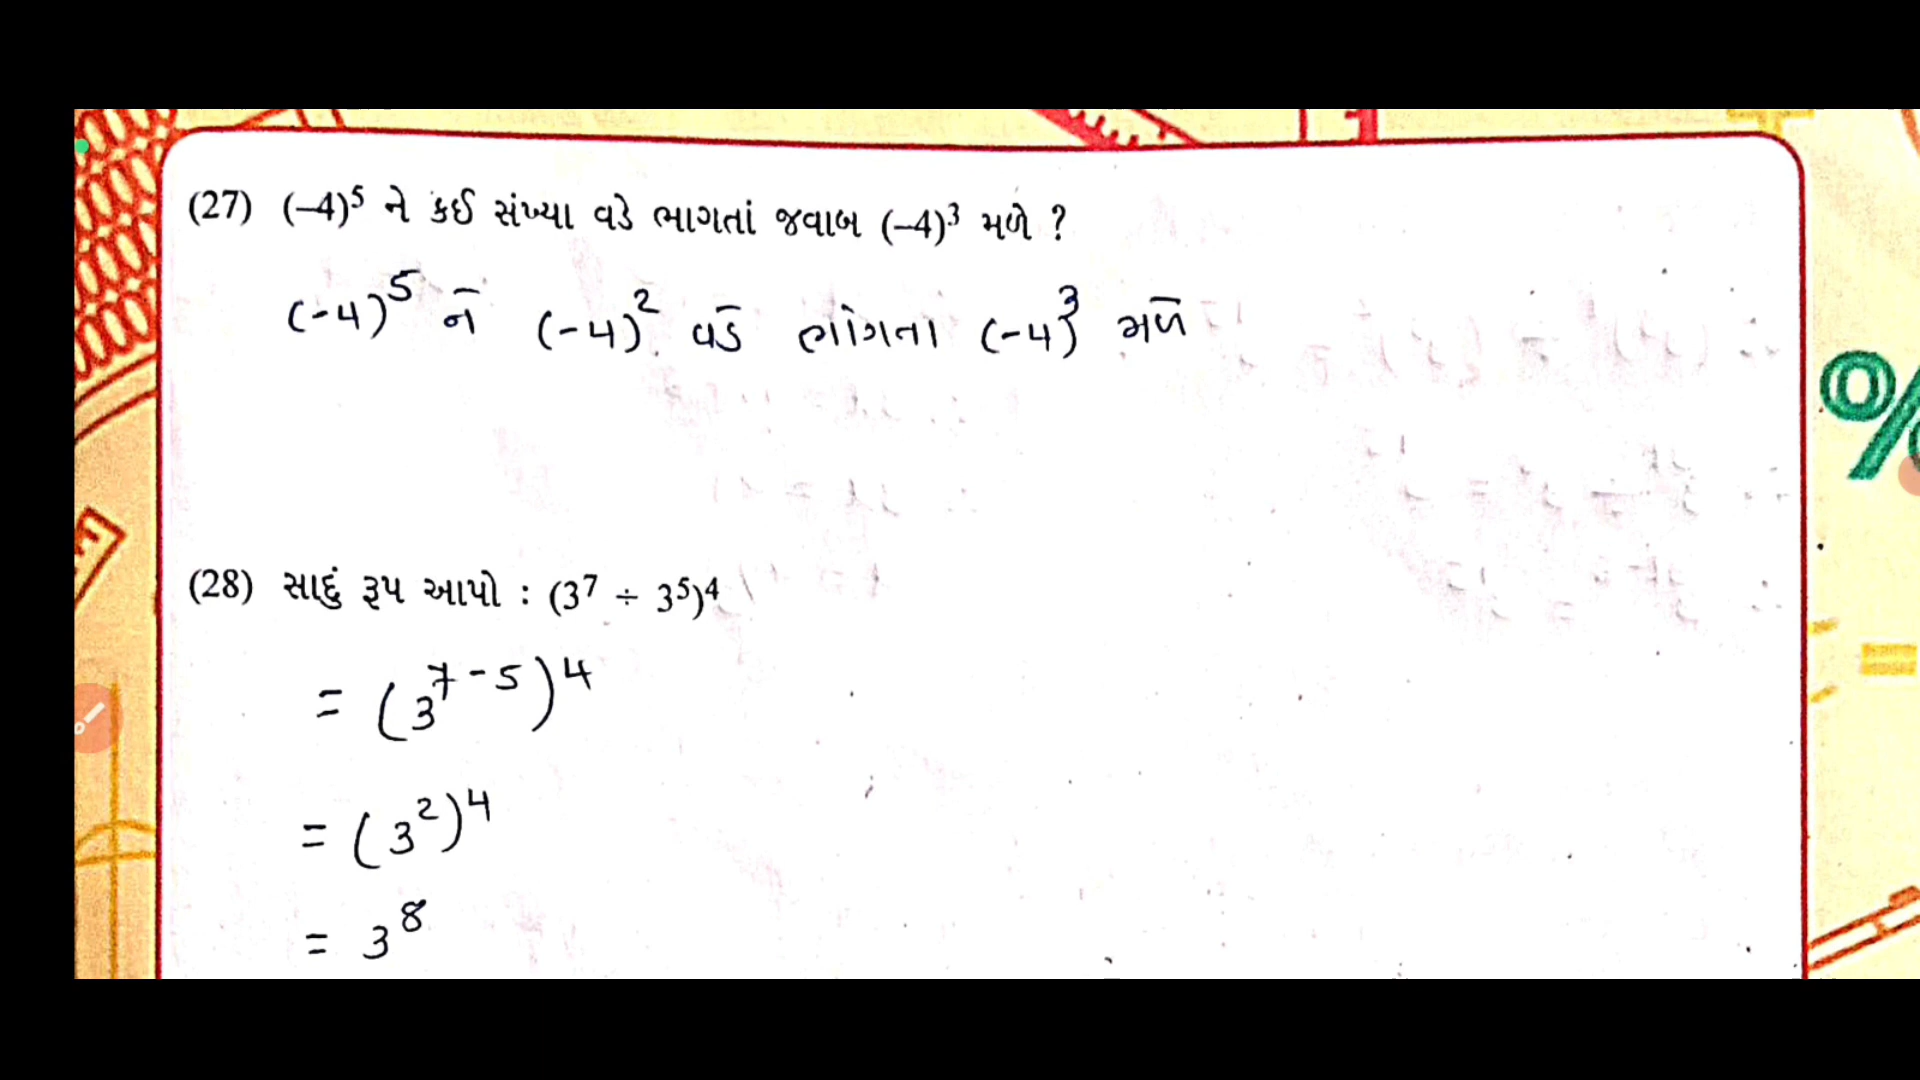 (27) (–4)⁵ ને કઈ સંખ્યા વડે ભાગતાં જવાબ (–4)³ મળે ?
(-4)⁵ ને (-4)² વડે ભાગતા (-4)³ મળે
(28) સાદું રૂપ આપો : (3⁷ ÷ 3⁵)⁴
= (3⁷⁻⁵)⁴
= (3²)⁴
= 3⁸
%